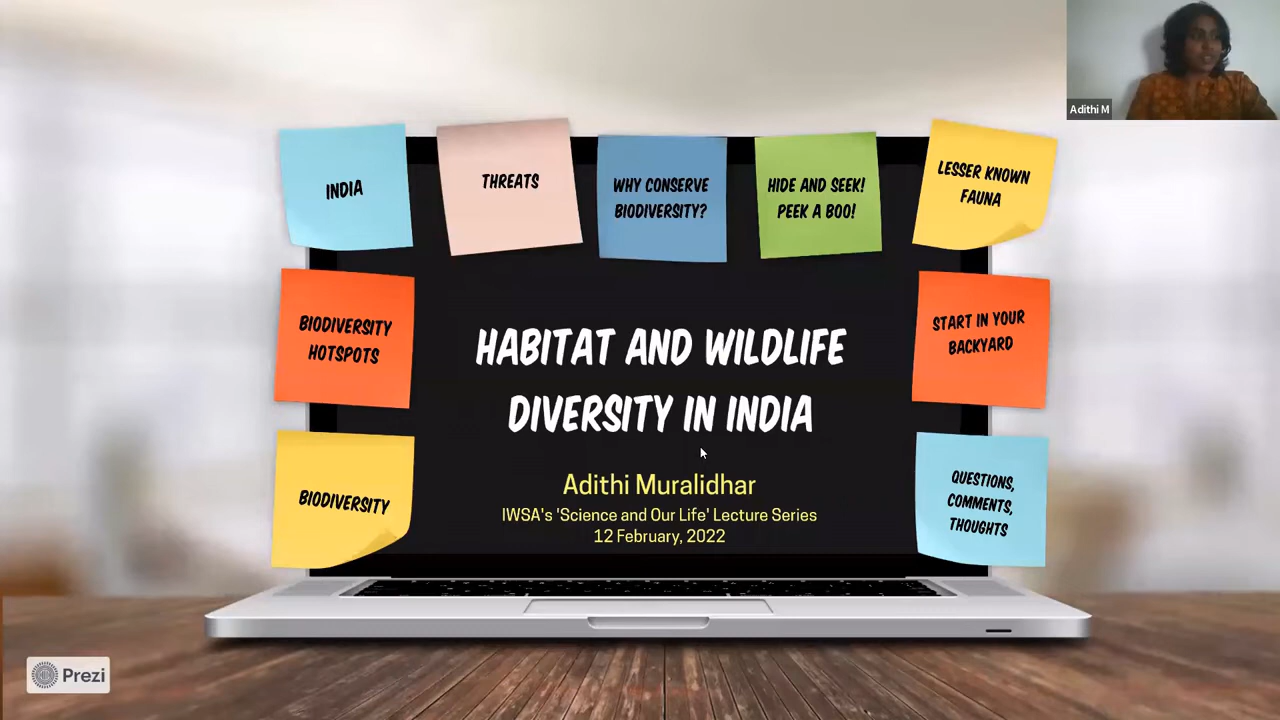 Adithi M
INDIA
THREATS
WHY CONSERVE
BIODIVERSITY?
HIDE AND SEEK!
PEEK A BOO!
LESSER KNOWN
FAUNA
BIODIVERSITY
HOTSPOTS
START IN YOUR
BACKYARD
HABITAT AND WILDLIFE
DIVERSITY IN INDIA
BIODIVERSITY
QUESTIONS,
COMMENTS,
THOUGHTS
Adithi Muralidhar
IWSA's 'Science and Our Life' Lecture Series
12 February, 2022
Prezi